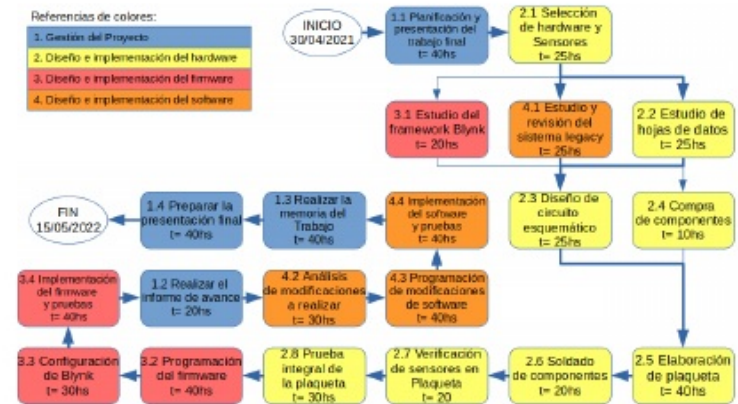 Referencias de colores:
1. Gestión del Proyecto
2. Diseño e implementación del hardware
3. Diseño e implementación del firmware
4. Diseño e implementación del software
INICIO
30/04/2021
1.1 Planificación y
presentación del
trabajo final
t= 40hs
2.1 Selección
de hardware y
Sensores
t= 25hs
3.1 Estudio del
framework Blynk
t= 20hs
4.1 Estudio y
revisión del
sistema legacy
t= 25hs
2.2 Estudio de
hojas de datos
t= 25hs
FIN
15/05/2022
1.4 Preparar la
presentación final
t= 40hs
1.3 Realizar la
memoria del
Trabajo
t= 40hs
4.4 Implementación
del software
y pruebas
t= 40hs
2.3 Diseño de
circuito
esquemático
t= 25hs
2.4 Compra
de componentes
t= 10hs
3.4 Implementación
del firmware
y pruebas
t= 40hs
1.2 Realizar el
informe de avance
t= 20hs
4.2 Análisis
de modificaciones
a realizar
t= 30hs
4.3 Programación
de modificaciones
de software
t= 40hs
3.3 Configuración
de Blynk
t= 30hs
3.2 Programación
del firmware
t= 40hs
2.8 Prueba
integral de
la plaqueta
t= 30hs
2.7 Verificación
de sensores en
Plaqueta
t= 20
2.6 Soldado
de componentes
t= 20hs
2.5 Elaboración
de plaqueta
t= 40hs